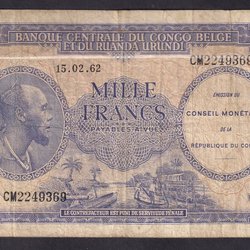 BANQUE CENTRALE DU CONGO BELGE
ET DU RUANDA URUNDI
15.02.62
CM2249369
MILLE
FRANCS
PAYABLES A VUE
ÉMISSION DU
CONSEIL MONÉT
DE LA
RÉPUBLIQUE DU CO
CM2249369
LE CONTREFACTEUR EST PUNI DE SERVITUDE PÉNALE